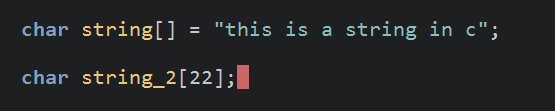 char string[] = "this is a string in c";
char string_2[22];